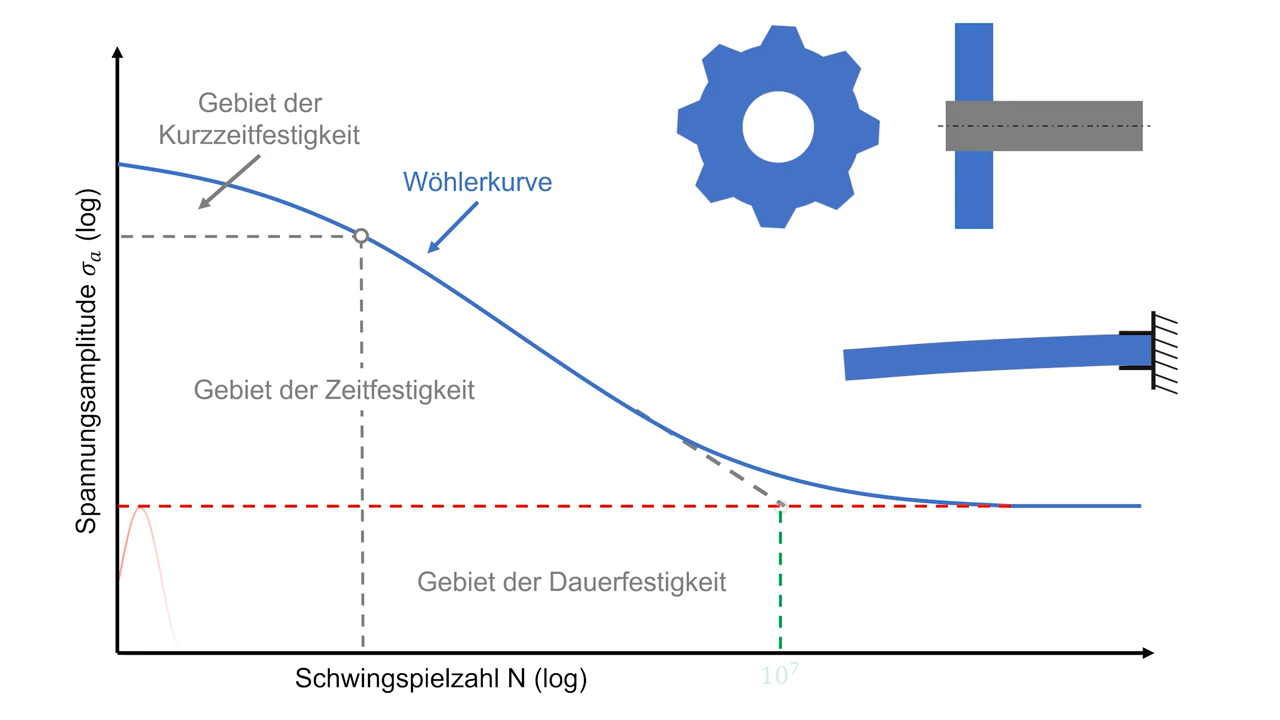 Gebiet der
Kurzzeitfestigkeit
Wöhlerkurve
Spannungsamplitude σₐ (log)
Gebiet der Zeitfestigkeit
Gebiet der Dauerfestigkeit
Schwingspielzahl N (log)
10⁷